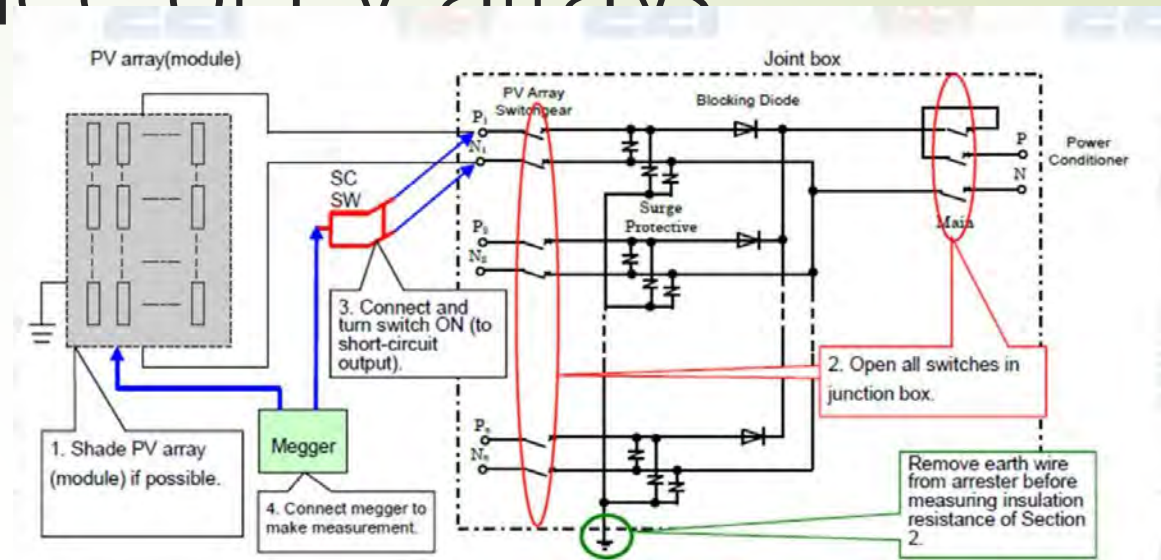 PV array(module)
Joint box
PV Array
Switchgear
Blocking Diode
P₁
N₁
P
N
Power
Conditioner
SC
SW
Surge
Protective
Main
P₂
N₂
3. Connect and
turn switch ON (to
short-circuit
output).
2. Open all switches in
junction box.
1. Shade PV array
(module) if possible.
Megger
4. Connect megger to
make measurement.
Pₙ
Nₙ
Remove earth wire
from arrester before
measuring insulation
resistance of Section
2.